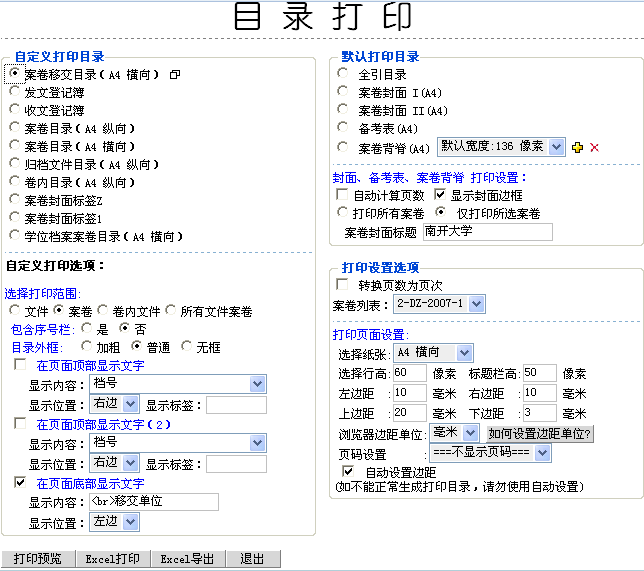 目录打印
自定义打印目录
案卷移交目录(A4 横向)
发文登记簿
收文登记簿
案卷目录(A4 纵向)
案卷目录(A4 横向)
归档文件目录(A4 纵向)
卷内目录(A4 纵向)
案卷封面标签Z
案卷封面标签1
学位档案案卷目录(A4 横向)
自定义打印选项：
选择打印范围:
文件 案卷 卷内文件 所有文件案卷
包含序号栏: 是 否
目录外框: 加粗 普通 无框
在页面顶部显示文字
显示内容: 档号
显示位置: 右边 显示标签:
在页面顶部显示文字(2)
显示内容: 档号
显示位置: 右边 显示标签:
在页面底部显示文字
显示内容: <br>移交单位
显示位置: 左边
默认打印目录
全引目录
案卷封面 I(A4)
案卷封面 II(A4)
备考表(A4)
案卷背脊(A4) 默认宽度:136 像素
封面、备考表、案卷背脊 打印设置：
自动计算页数 显示封面边框
打印所有案卷 仅打印所选案卷
案卷封面标题 南开大学
打印设置选项
转换页数为页次
案卷列表: 2-DZ-2007-1
打印页面设置:
选择纸张: A4 横向
选择行高: 60 像素 标题栏高: 50 像素
左边距 : 10 毫米 右边距 : 10 毫米
上边距 : 20 毫米 下边距 : 3 毫米
浏览器边距单位: 毫米 如何设置边距单位?
页码设置 : ===不显示页码===
自动设置边距
(如不能正常生成打印目录,请勿使用自动设置)
打印预览 Excel打印 Excel导出 退出